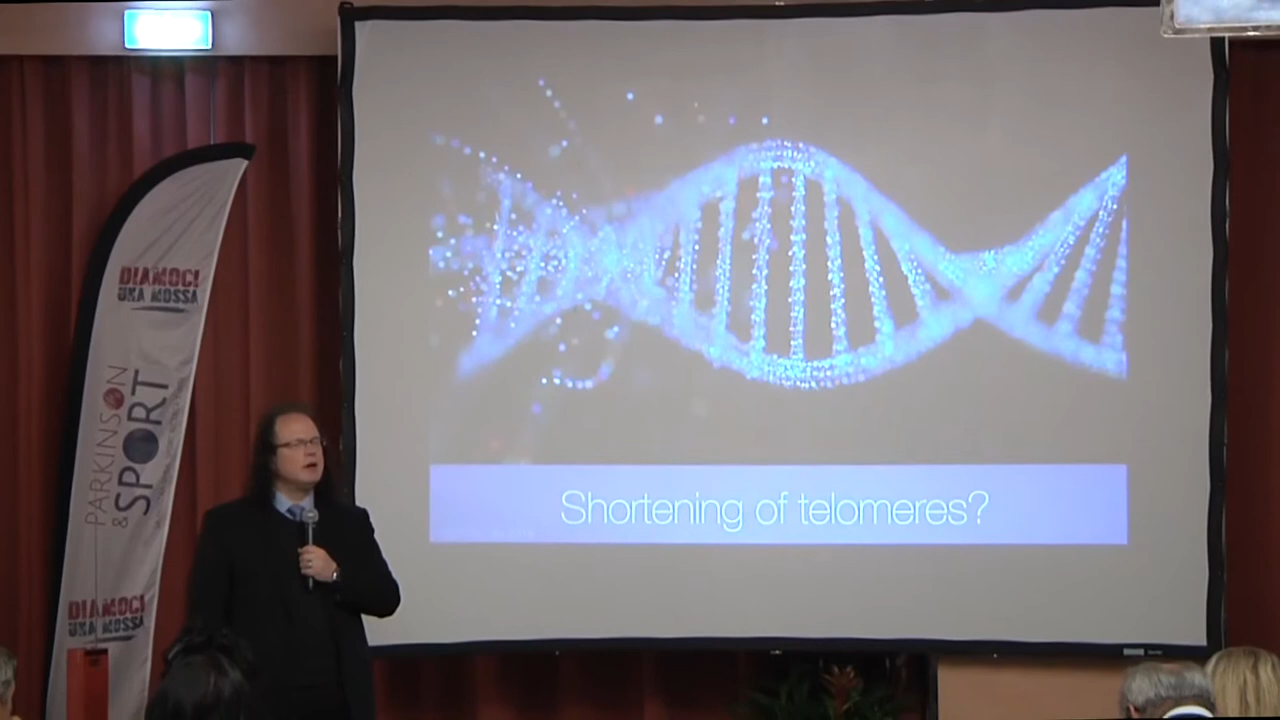 DIAMOCI
UNA MOSSA
PARKINSON
& SPORT
DIAMOCI
UNA MOSSA
Shortening of telomeres?